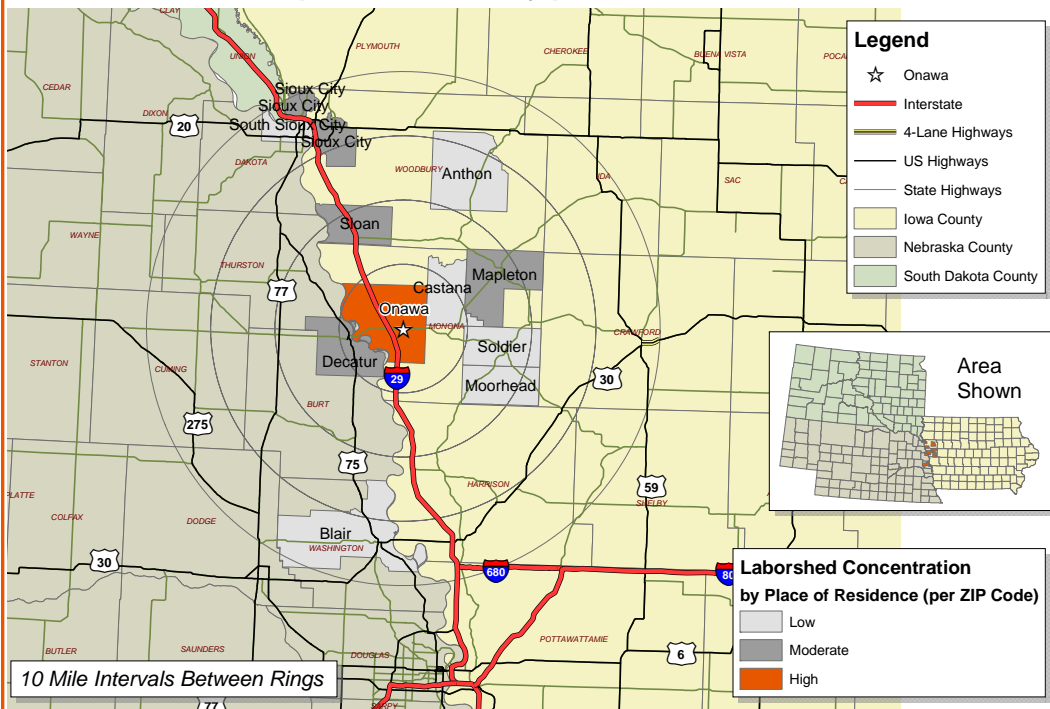 CLAY
UNION
PLYMOUTH
CHEROKEE
BUENA VISTA
POCA
CEDAR
DIXON
20
Sioux City
Sioux City
South Sioux City
Sioux City
DAKOTA
WOODBURY
Anthon
IDA
SAC
CA
WAYNE
Sloan
THURSTON
77
Mapleton
Castana
Onawa
MONONA
Soldier
CRAWFORD
STANTON
CUMING
Decatur
29
Moorhead
30
BURT
275
75
PLATTE
COLFAX
DODGE
HARRISON
59
SHELBY
Blair
WASHINGTON
30
680
80
BUTLER
SAUNDERS
DOUGLAS
POTTAWATTAMIE
6
SARPY
77
10 Mile Intervals Between Rings
Legend
Onawa
Interstate
4-Lane Highways
US Highways
State Highways
Iowa County
Nebraska County
South Dakota County
Area
Shown
Laborshed Concentration
by Place of Residence (per ZIP Code)
Low
Moderate
High